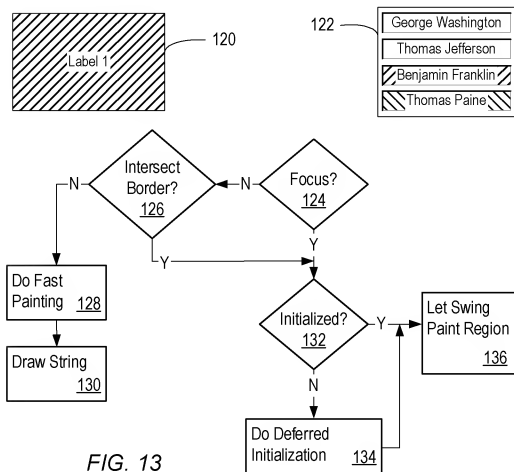 Label 1
120
122
George Washington
Thomas Jefferson
Benjamin Franklin
Thomas Paine
Intersect
Border?
126
N
Focus?
124
N
Y
Y
Do Fast
Painting
128
Draw String
130
Initialized?
132
Y
N
Let Swing
Paint Region
136
Do Deferred
Initialization
134
FIG. 13